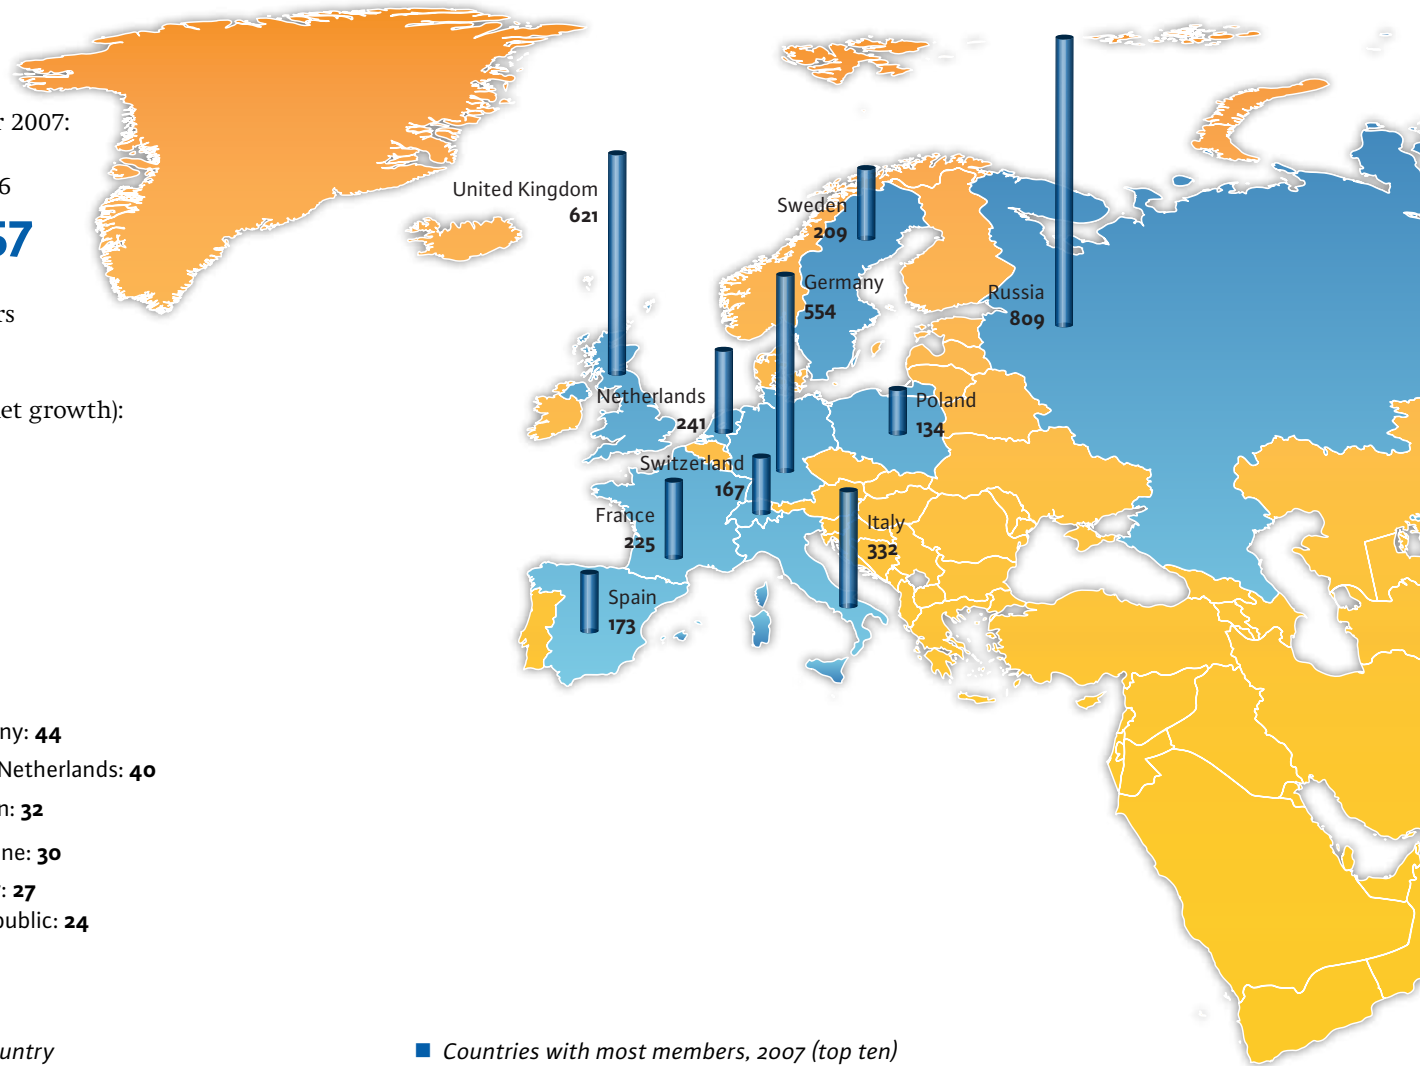 r 2007:
6
57
rs
et growth):
ny: 44
Netherlands: 40
n: 32
ne: 30
: 27
public: 24
untry
United Kingdom
621
Sweden
209
Germany
554
Russia
809
Netherlands
241
Poland
134
Switzerland
167
France
225
Italy
332
Spain
173
■ Countries with most members, 2007 (top ten)